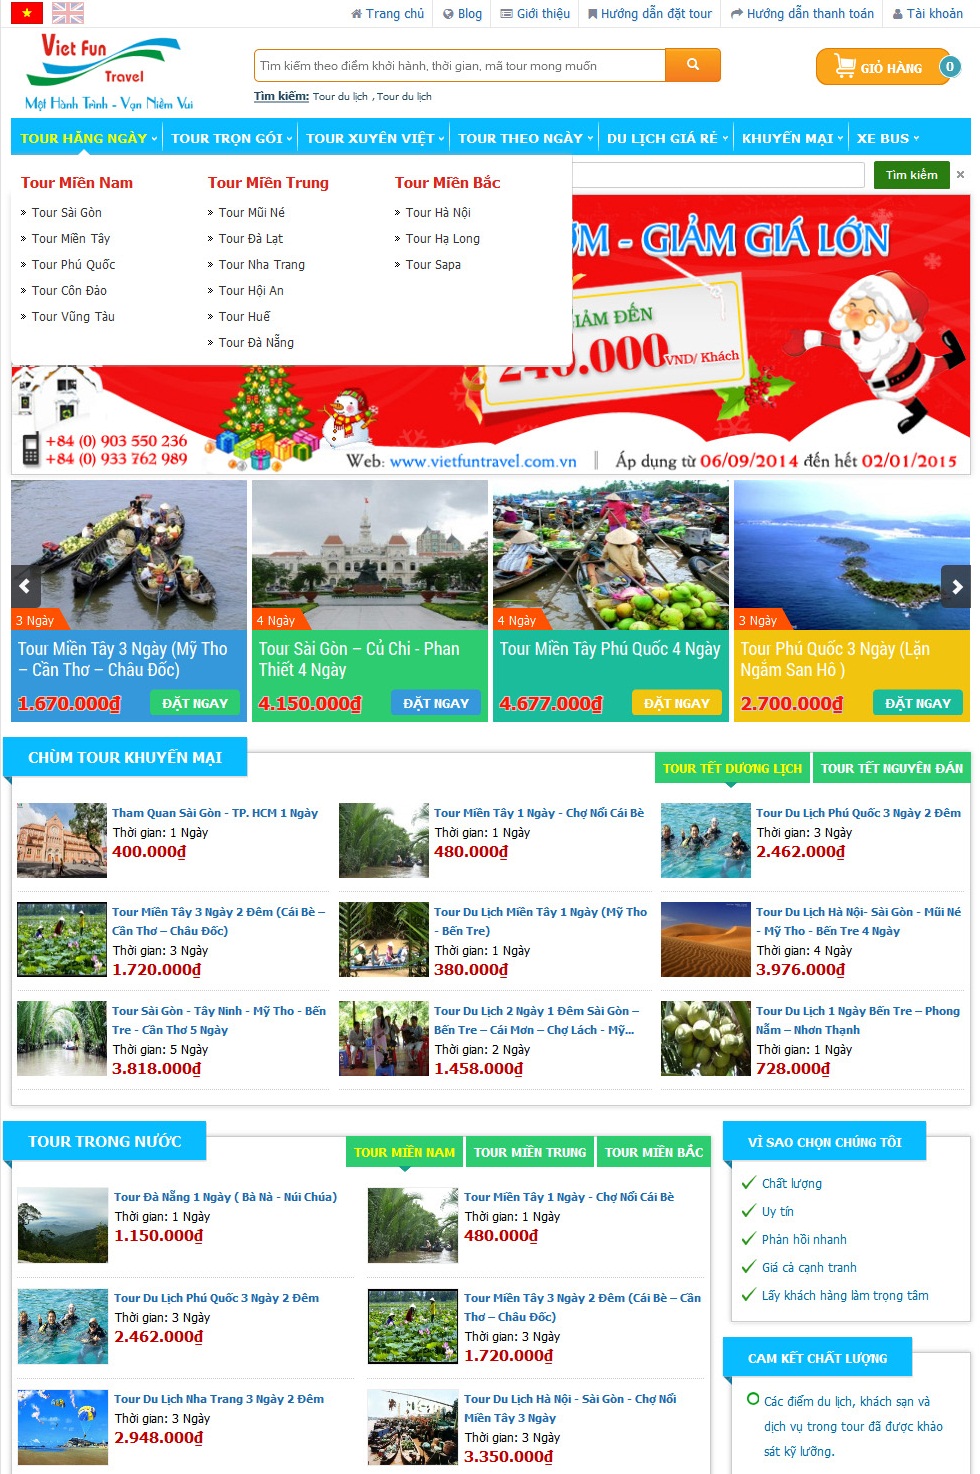 Trang chủ
Blog
Giới thiệu
Hướng dẫn đặt tour
Hướng dẫn thanh toán
Tài khoản
Viet Fun
Travel
Một Hành Trình - Vạn Niềm Vui
Tìm kiếm theo điểm khởi hành, thời gian, mã tour mong muốn
Tìm kiếm: Tour du lịch , Tour du lịch
GIỎ HÀNG 0
TOUR HẰNG NGÀY
TOUR TRỌN GÓI
TOUR XUYÊN VIỆT
TOUR THEO NGÀY
DU LỊCH GIÁ RẺ
KHUYẾN MẠI
XE BUS
Tìm kiếm ×
Tour Miền Nam
Tour Sài Gòn
Tour Miền Tây
Tour Phú Quốc
Tour Côn Đảo
Tour Vũng Tàu
Tour Miền Trung
Tour Mũi Né
Tour Đà Lạt
Tour Nha Trang
Tour Hội An
Tour Huế
Tour Đà Nẵng
Tour Miền Bắc
Tour Hà Nội
Tour Hạ Long
Tour Sapa
- GIẢM GIÁ LỚN
GIẢM ĐẾN
VND/ Khách
+84 (0) 903 550 236
+84 (0) 933 762 989
Web: www.vietfuntravel.com.vn | Áp dụng từ 06/09/2014 đến hết 02/01/2015
3 Ngày
Tour Miền Tây 3 Ngày (Mỹ Tho
– Cần Thơ – Châu Đốc)
1.670.000₫
ĐẶT NGAY
4 Ngày
Tour Sài Gòn – Củ Chi - Phan
Thiết 4 Ngày
4.150.000₫
ĐẶT NGAY
4 Ngày
Tour Miền Tây Phú Quốc 4 Ngày
4.677.000₫
ĐẶT NGAY
3 Ngày
Tour Phú Quốc 3 Ngày (Lặn
Ngắm San Hô )
2.700.000₫
ĐẶT NGAY
CHÙM TOUR KHUYẾN MẠI
TOUR TẾT DƯƠNG LỊCH
TOUR TẾT NGUYÊN ĐÁN
Tham Quan Sài Gòn - TP. HCM 1 Ngày
Thời gian: 1 Ngày
400.000₫
Tour Miền Tây 1 Ngày - Chợ Nổi Cái Bè
Thời gian: 1 Ngày
480.000₫
Tour Du Lịch Phú Quốc 3 Ngày 2 Đêm
Thời gian: 3 Ngày
2.462.000₫
Tour Miền Tây 3 Ngày 2 Đêm (Cái Bè –
Cần Thơ – Châu Đốc)
Thời gian: 3 Ngày
1.720.000₫
Tour Du Lịch Miền Tây 1 Ngày (Mỹ Tho
- Bến Tre)
Thời gian: 1 Ngày
380.000₫
Tour Du Lịch Hà Nội- Sài Gòn - Mũi Né
- Mỹ Tho - Bến Tre 4 Ngày
Thời gian: 4 Ngày
3.976.000₫
Tour Sài Gòn - Tây Ninh - Mỹ Tho - Bến
Tre - Cần Thơ 5 Ngày
Thời gian: 5 Ngày
3.818.000₫
Tour Du Lịch 2 Ngày 1 Đêm Sài Gòn –
Bến Tre – Cái Mơn – Chợ Lách - Mỹ...
Thời gian: 2 Ngày
1.458.000₫
Tour Du Lịch 1 Ngày Bến Tre – Phong
Nẫm – Nhơn Thạnh
Thời gian: 1 Ngày
728.000₫
TOUR TRONG NƯỚC
TOUR MIỀN NAM
TOUR MIỀN TRUNG
TOUR MIỀN BẮC
Tour Đà Nẵng 1 Ngày ( Bà Nà - Núi Chúa)
Thời gian: 1 Ngày
1.150.000₫
Tour Miền Tây 1 Ngày - Chợ Nổi Cái Bè
Thời gian: 1 Ngày
480.000₫
Tour Du Lịch Phú Quốc 3 Ngày 2 Đêm
Thời gian: 3 Ngày
2.462.000₫
Tour Miền Tây 3 Ngày 2 Đêm (Cái Bè – Cần
Thơ – Châu Đốc)
Thời gian: 3 Ngày
1.720.000₫
Tour Du Lịch Nha Trang 3 Ngày 2 Đêm
Thời gian: 3 Ngày
2.948.000₫
Tour Du Lịch Hà Nội - Sài Gòn - Chợ Nổi
Miền Tây 3 Ngày
Thời gian: 3 Ngày
3.350.000₫
VÌ SAO CHỌN CHÚNG TÔI
Chất lượng
Uy tín
Phản hồi nhanh
Giá cả cạnh tranh
Lấy khách hàng làm trọng tâm
CAM KẾT CHẤT LƯỢNG
Các điểm du lịch, khách sạn và
dịch vụ trong tour đã được khảo
sát kỹ lưỡng.